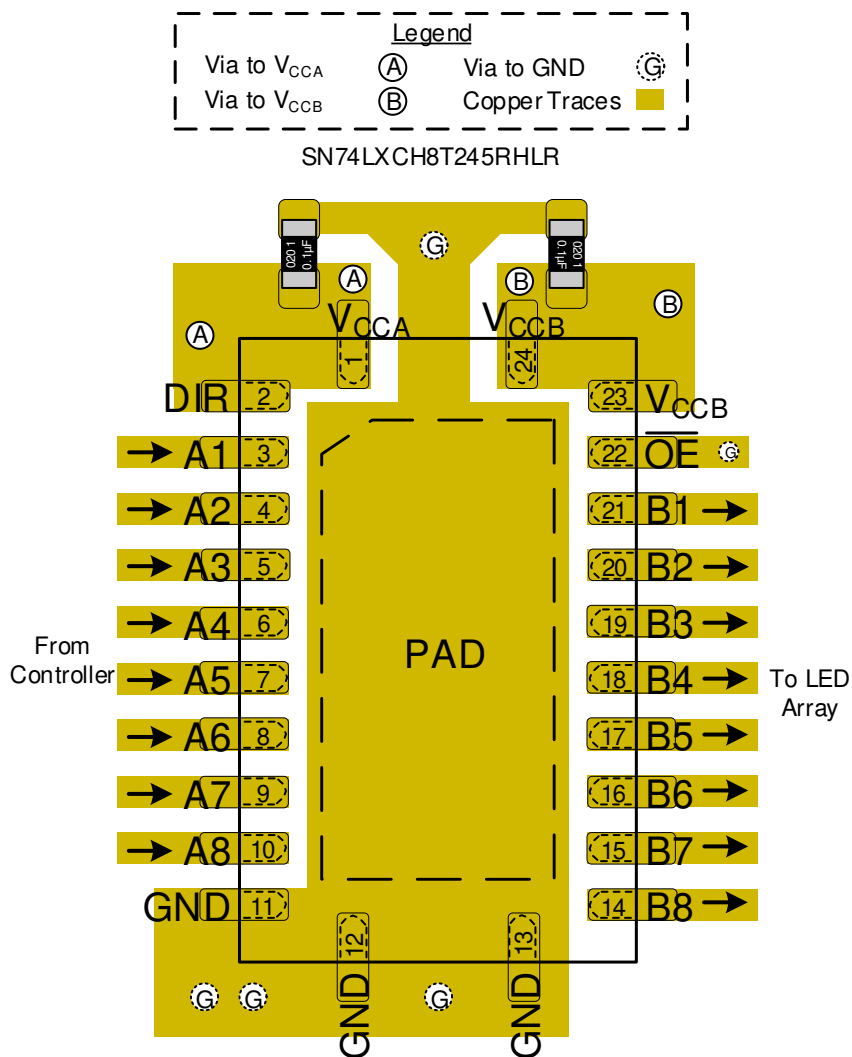 Legend
Via to VCCA A Via to GND G
Via to VCCB B Copper Traces
SN74LXCH8T245RHLR
0201 0.1µF
0201 0.1µF
G
A
B
A
B
VCCA
VCCB
1
24
DIR 2
23 VCCB
A1 3
22 OE G
A2 4
21 B1
A3 5
20 B2
A4 6
19 B3
From
Controller
PAD
A5 7
18 B4
To LED
Array
A6 8
17 B5
A7 9
16 B6
A8 10
15 B7
GND 11
14 B8
12
13
GND
GND
G G G